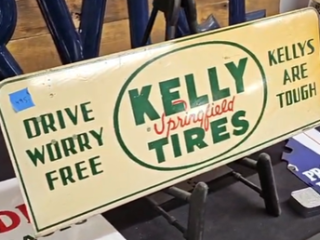 DRIVE
WORRY
FREE
KELLY
Springfield
TIRES
KELLYS
ARE
TOUGH